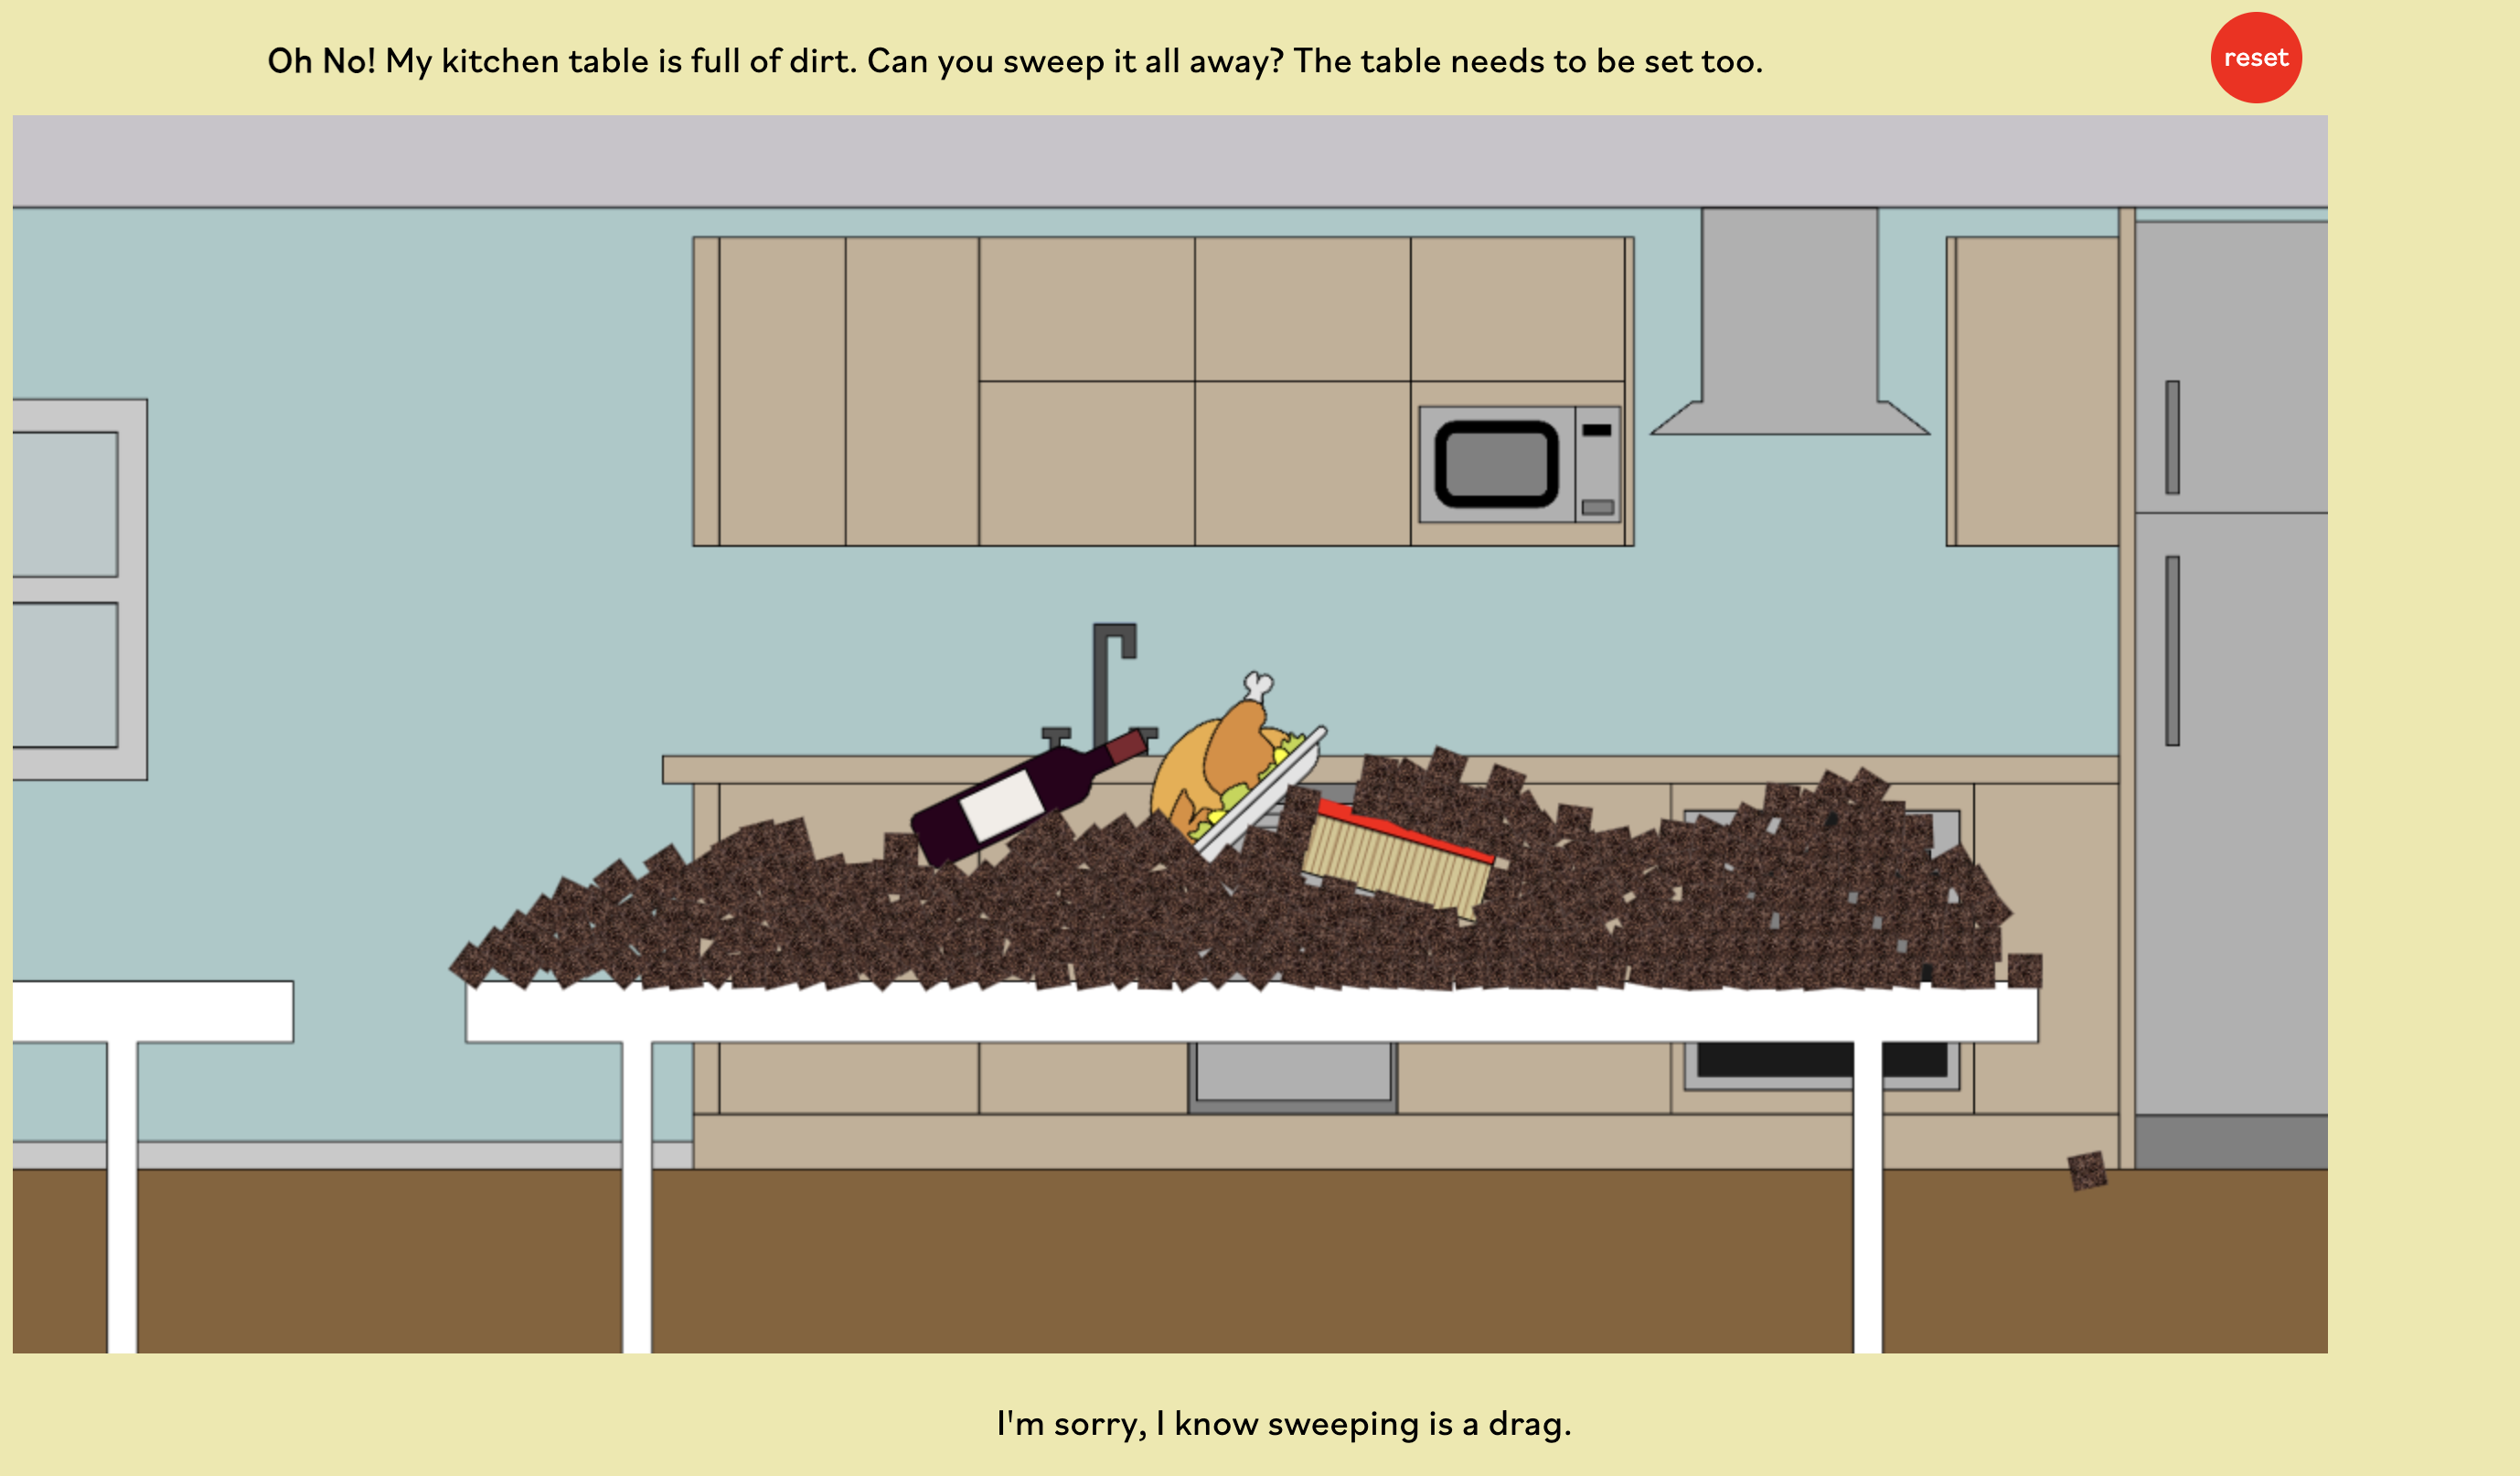 Oh No! My kitchen table is full of dirt. Can you sweep it all away? The table needs to be set too.
reset
I'm sorry, I know sweeping is a drag.